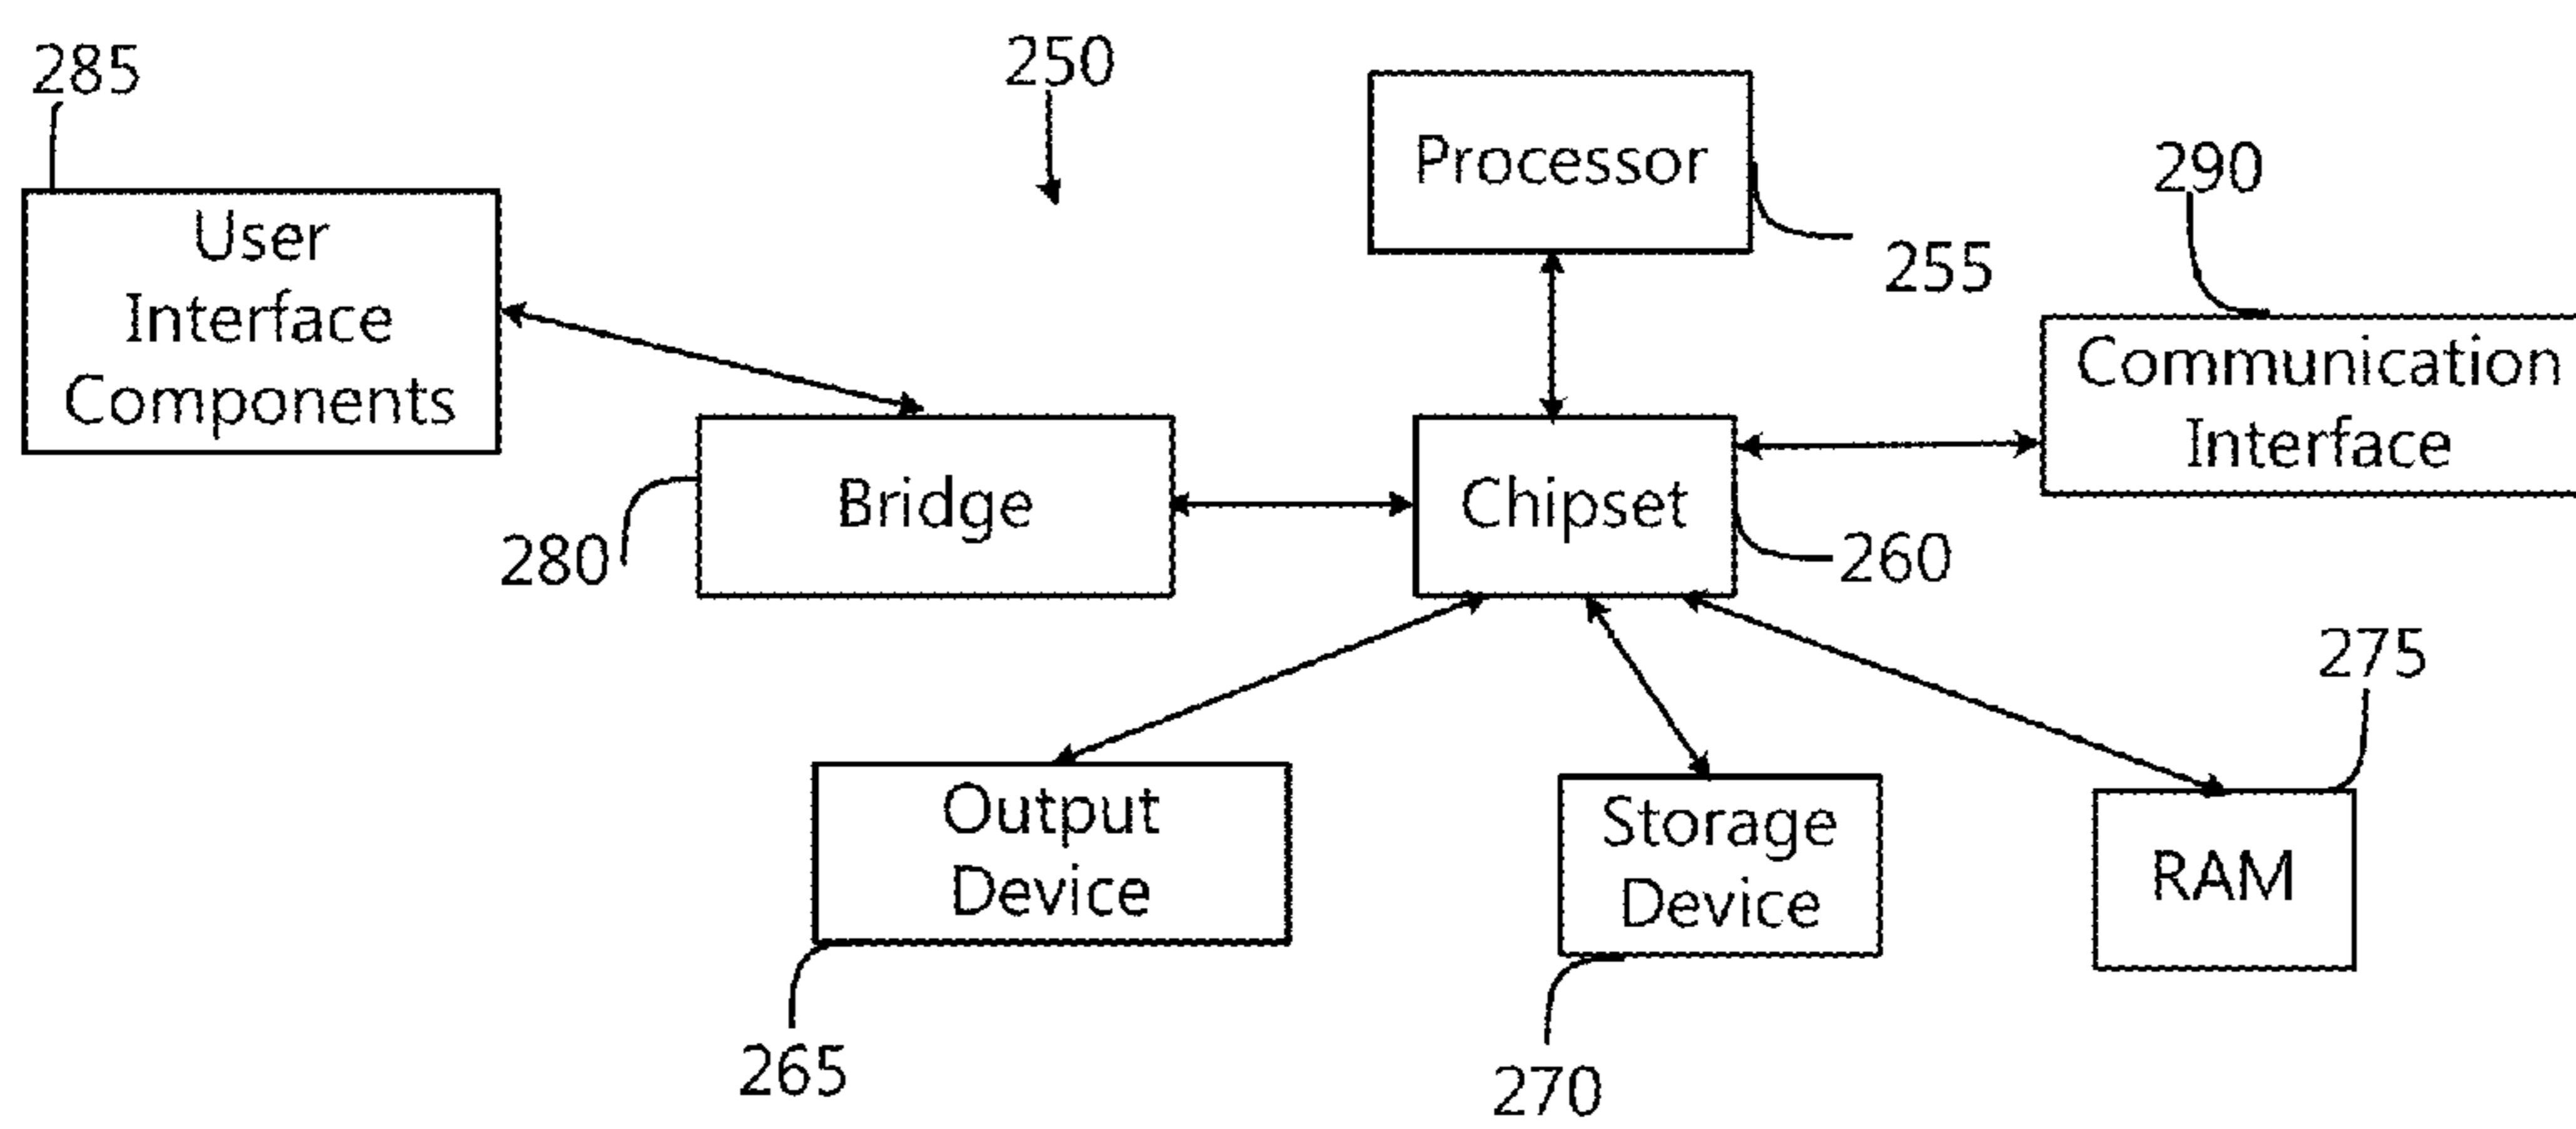 285
250
Processor
290
User
Interface
Components
255
Communication
Interface
Bridge
Chipset
280
260
275
Output
Device
Storage
Device
RAM
265
270